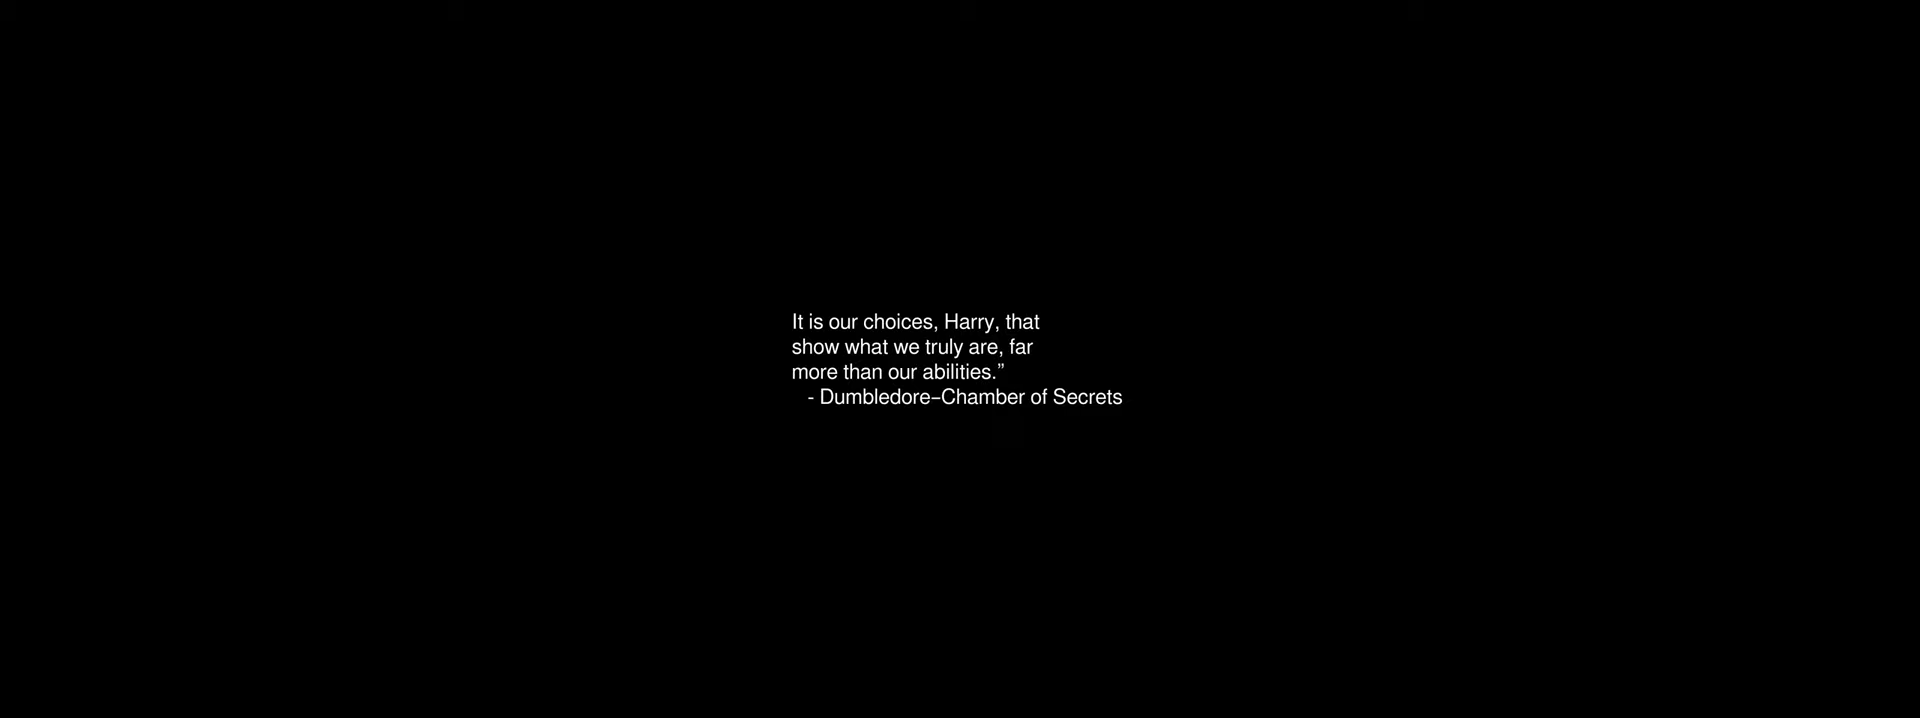 It is our choices, Harry, that
show what we truly are, far
more than our abilities.”
- Dumbledore–Chamber of Secrets